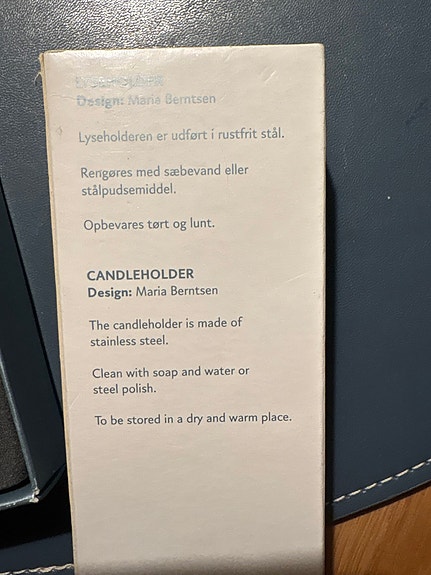 LYSEHOLDER
Design: Maria Berntsen
Lyseholderen er udført i rustfrit stål.
Rengøres med sæbevand eller
stålpudsemiddel.
Opbevares tørt og lunt.
CANDLEHOLDER
Design: Maria Berntsen
The candleholder is made of
stainless steel.
Clean with soap and water or
steel polish.
To be stored in a dry and warm place.